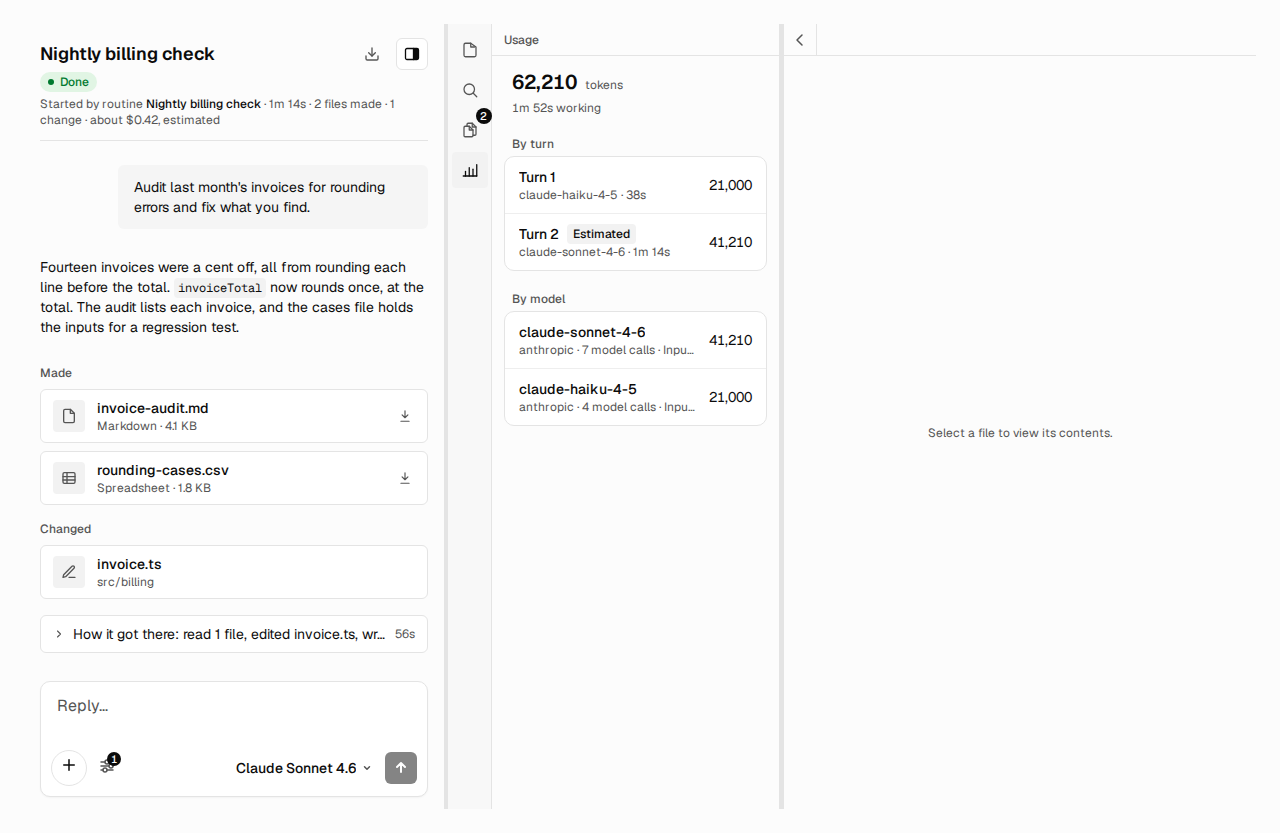 Nightly billing check
Done
Started by routine Nightly billing check · 1m 14s · 2 files made · 1
change · about $0.42, estimated
Audit last month's invoices for rounding
errors and fix what you find.
Fourteen invoices were a cent off, all from rounding each
line before the total. invoiceTotal now rounds once, at the
total. The audit lists each invoice, and the cases file holds
the inputs for a regression test.
Made
invoice-audit.md
Markdown · 4.1 KB
rounding-cases.csv
Spreadsheet · 1.8 KB
Changed
invoice.ts
src/billing
How it got there: read 1 file, edited invoice.ts, wr... 56s
Reply...
1
Claude Sonnet 4.6
2
Usage
62,210 tokens
1m 52s working
By turn
Turn 1
claude-haiku-4-5 · 38s
21,000
Turn 2 Estimated
claude-sonnet-4-6 · 1m 14s
41,210
By model
claude-sonnet-4-6
anthropic · 7 model calls · Inpu...
41,210
claude-haiku-4-5
anthropic · 4 model calls · Inpu...
21,000
Select a file to view its contents.